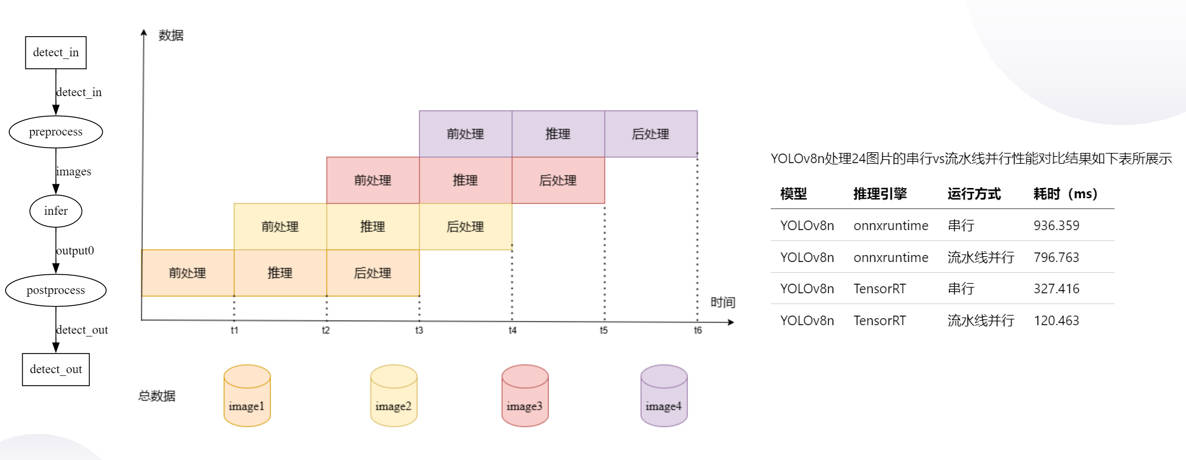 detect_in
detect_in
preprocess
images
infer
output0
postprocess
detect_out
detect_out
数据
前处理 推理 后处理
前处理 推理 后处理
前处理 推理 后处理
前处理 推理 后处理
时间
t1 t2 t3 t4 t5 t6
总数据 image1 image2 image3 image4
YOLOv8n处理24图片的串行vs流水线并行性能对比结果如下表所展示
模型 推理引擎 运行方式 耗时（ms）
YOLOv8n onnxruntime 串行 936.359
YOLOv8n onnxruntime 流水线并行 796.763
YOLOv8n TensorRT 串行 327.416
YOLOv8n TensorRT 流水线并行 120.463